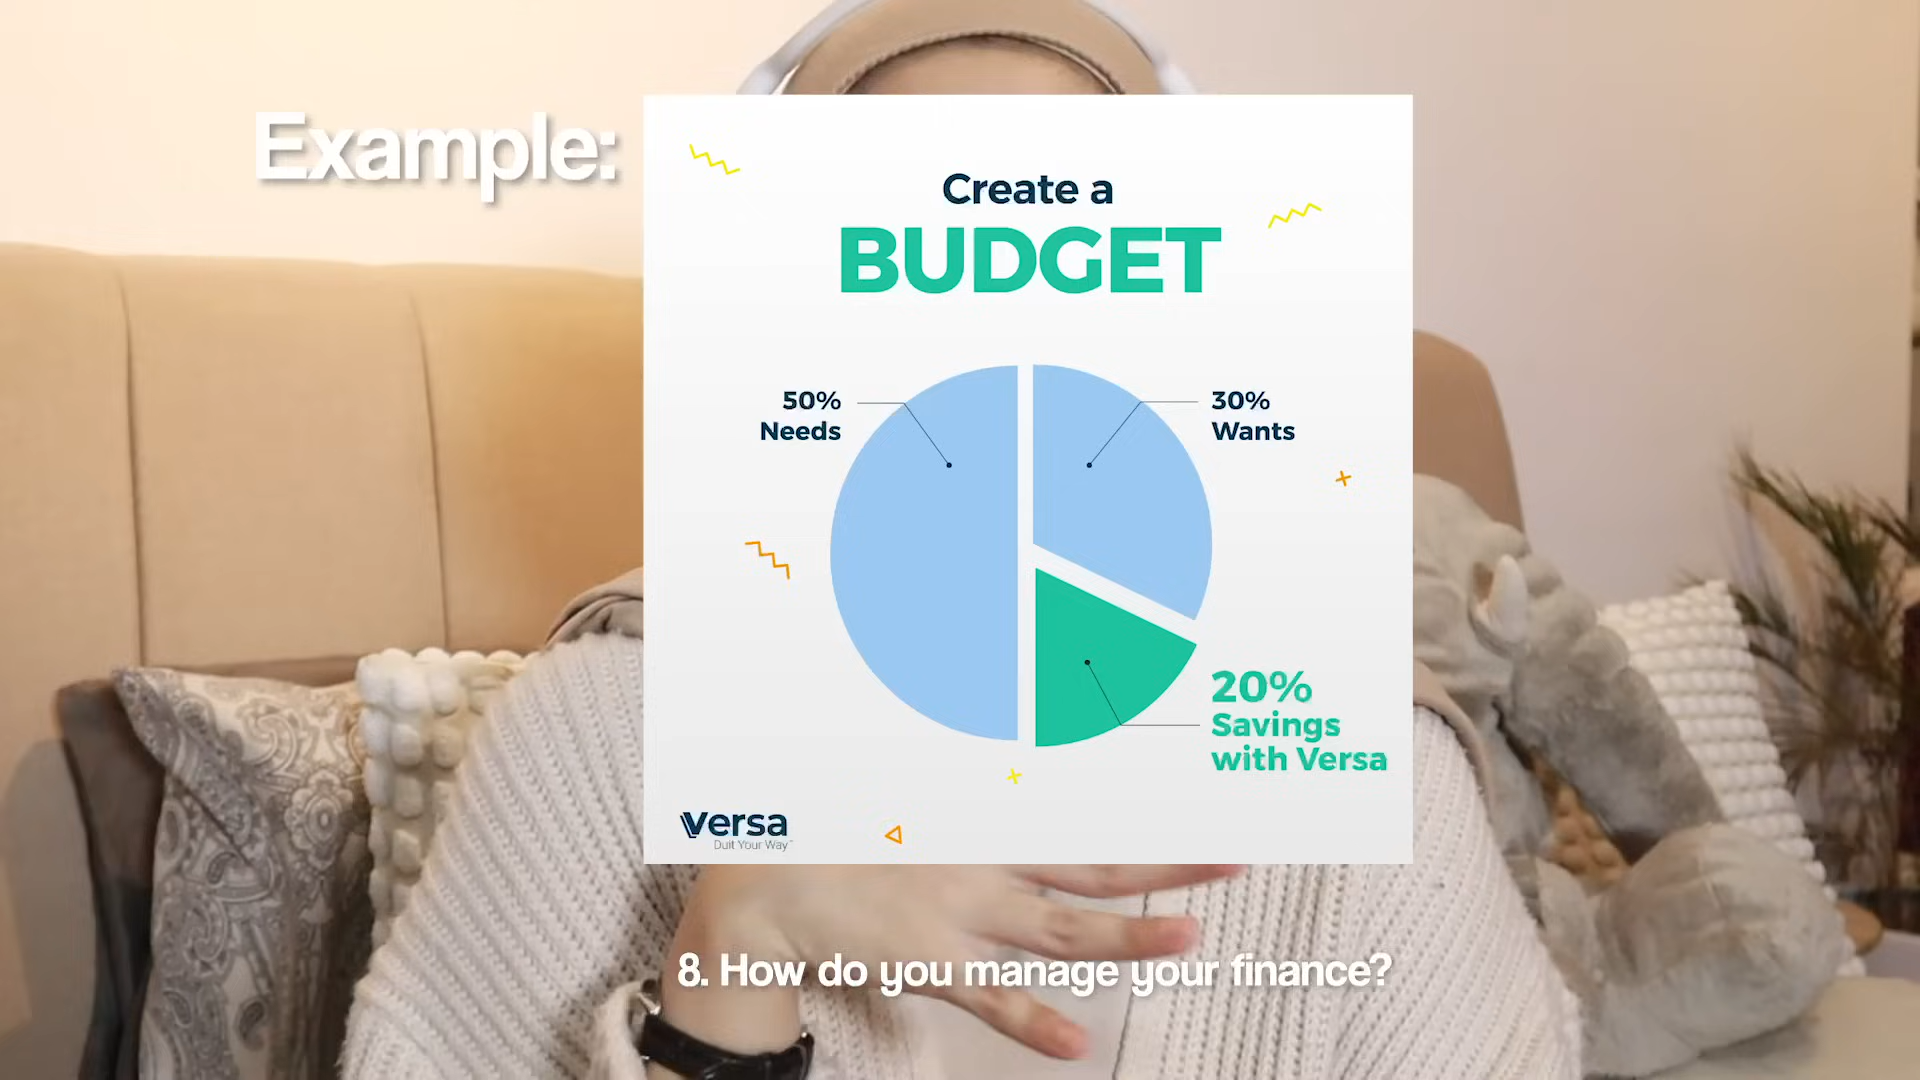 Example:
Create a
BUDGET
50%
Needs
30%
Wants
20%
Savings
with Versa
Versa
Duit Your Way
8. How do you manage your finance?